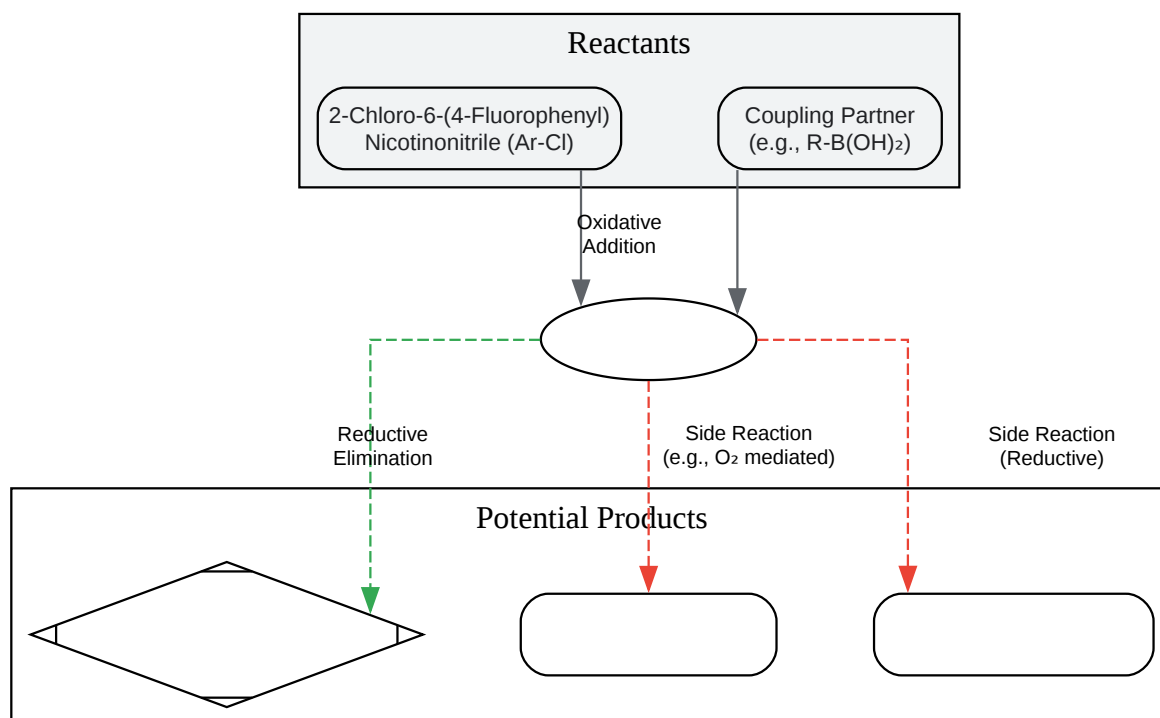 Reactants
2-Chloro-6-(4-Fluorophenyl)
Nicotinonitrile (Ar-Cl)
Coupling Partner
(e.g., R-B(OH)₂)
Oxidative
Addition
Reductive
Elimination
Side Reaction
(e.g., O₂ mediated)
Side Reaction
(Reductive)
Potential Products